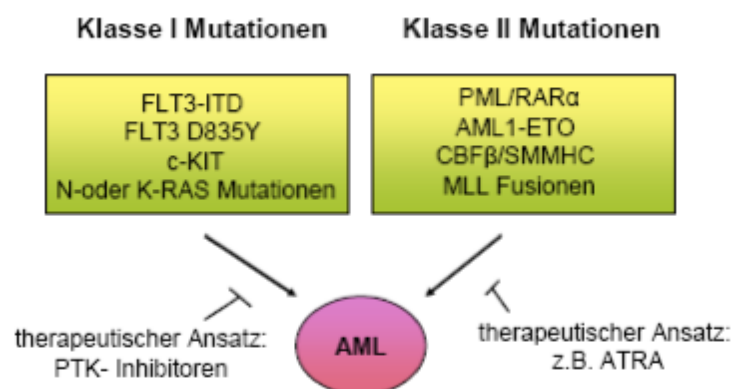 Klasse I Mutationen
Klasse II Mutationen
FLT3-ITD
FLT3 D835Y
c-KIT
N-oder K-RAS Mutationen
PML/RARα
AML1-ETO
CBFβ/SMMHC
MLL Fusionen
therapeutischer Ansatz:
PTK- Inhibitoren
AML
therapeutischer Ansatz:
z.B. ATRA